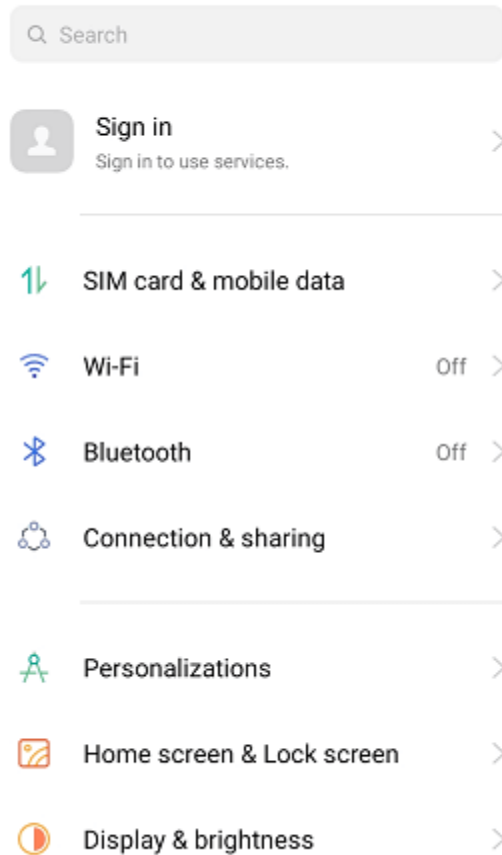 Search
Sign in
Sign in to use services.
SIM card & mobile data
Wi-Fi Off
Bluetooth Off
Connection & sharing
Personalizations
Home screen & Lock screen
Display & brightness